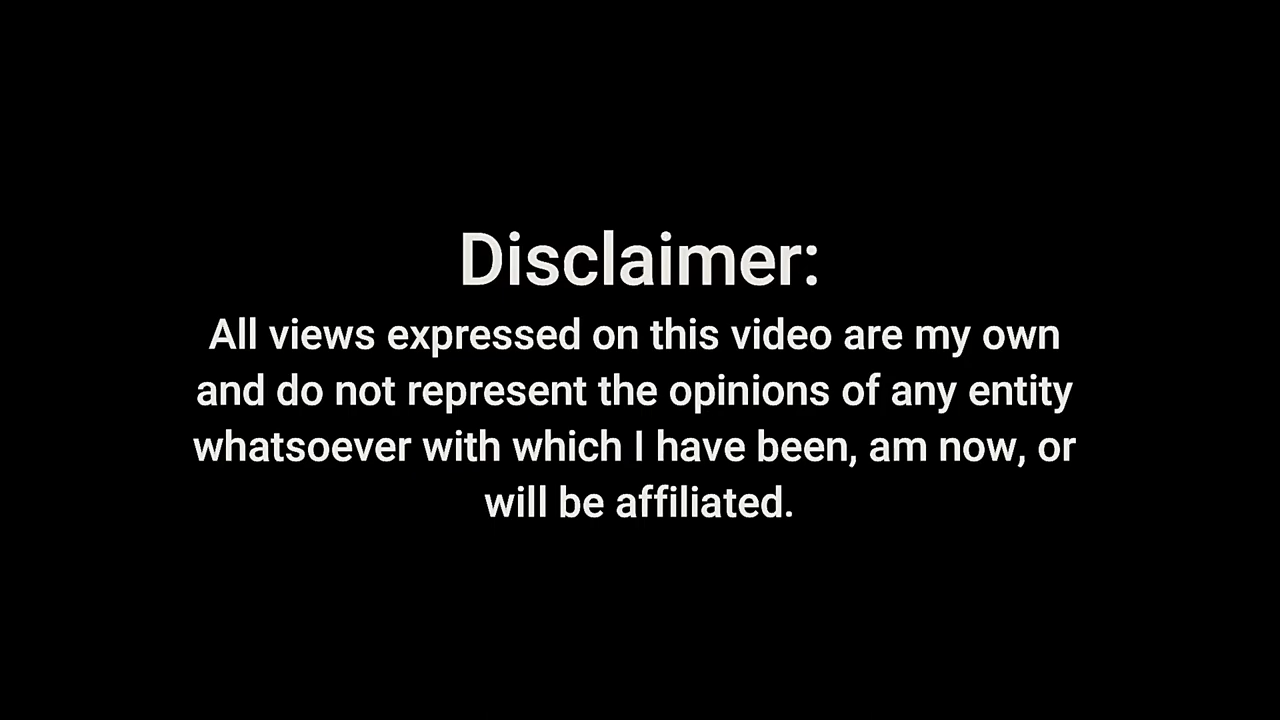 Disclaimer:
All views expressed on this video are my own
and do not represent the opinions of any entity
whatsoever with which I have been, am now, or
will be affiliated.